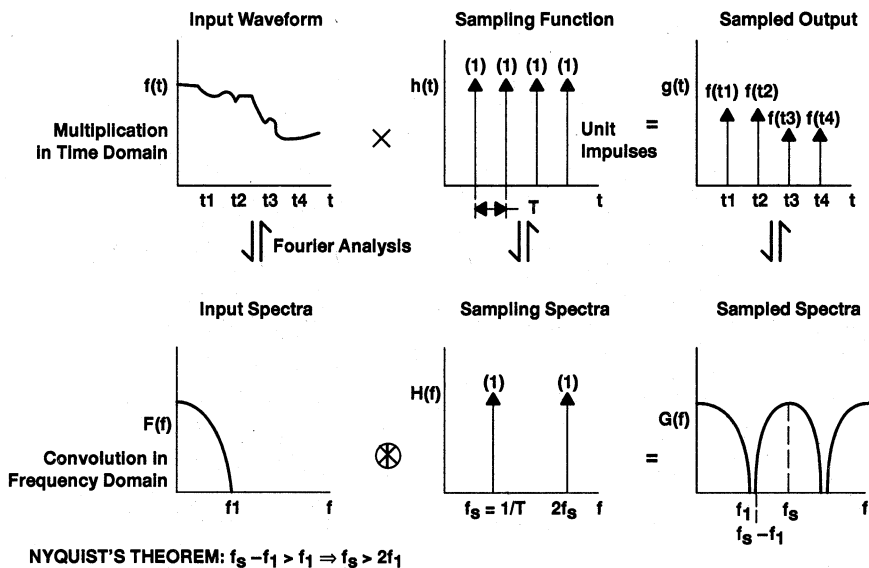 Input Waveform
Sampling Function
Sampled Output
f(t)
h(t)
(1) (1) (1) (1)
g(t)
f(t1) f(t2)
f(t3) f(t4)
Multiplication
in Time Domain
×
Unit
Impulses
=
t1 t2 t3 t4 t
T
t
t1 t2 t3 t4 t
Fourier Analysis
Input Spectra
Sampling Spectra
Sampled Spectra
F(f)
H(f)
(1) (1)
G(f)
Convolution in
Frequency Domain
=
f1 f
fs = 1/T 2fs f
f1 fs f
fs – f1
NYQUIST'S THEOREM: fs – f1 > f1 ⇒ fs > 2f1